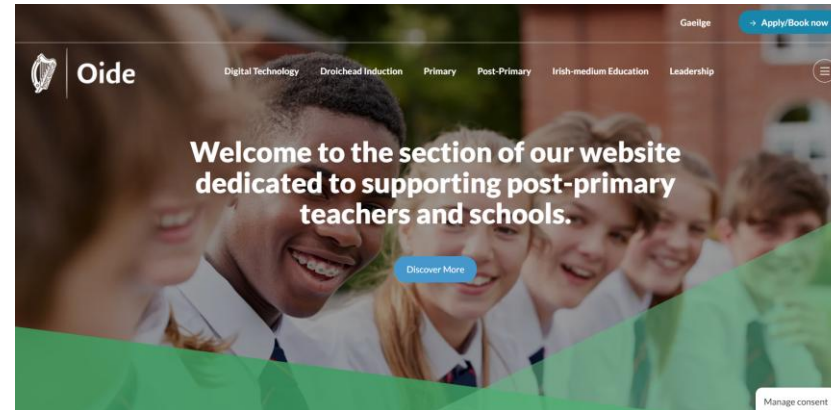 Gaeilge
→ Apply/Book now
Oide
Digital Technology
Droichead Induction
Primary
Post-Primary
Irish-medium Education
Leadership
Welcome to the section of our website
dedicated to supporting post-primary
teachers and schools.
Discover More
Manage consent